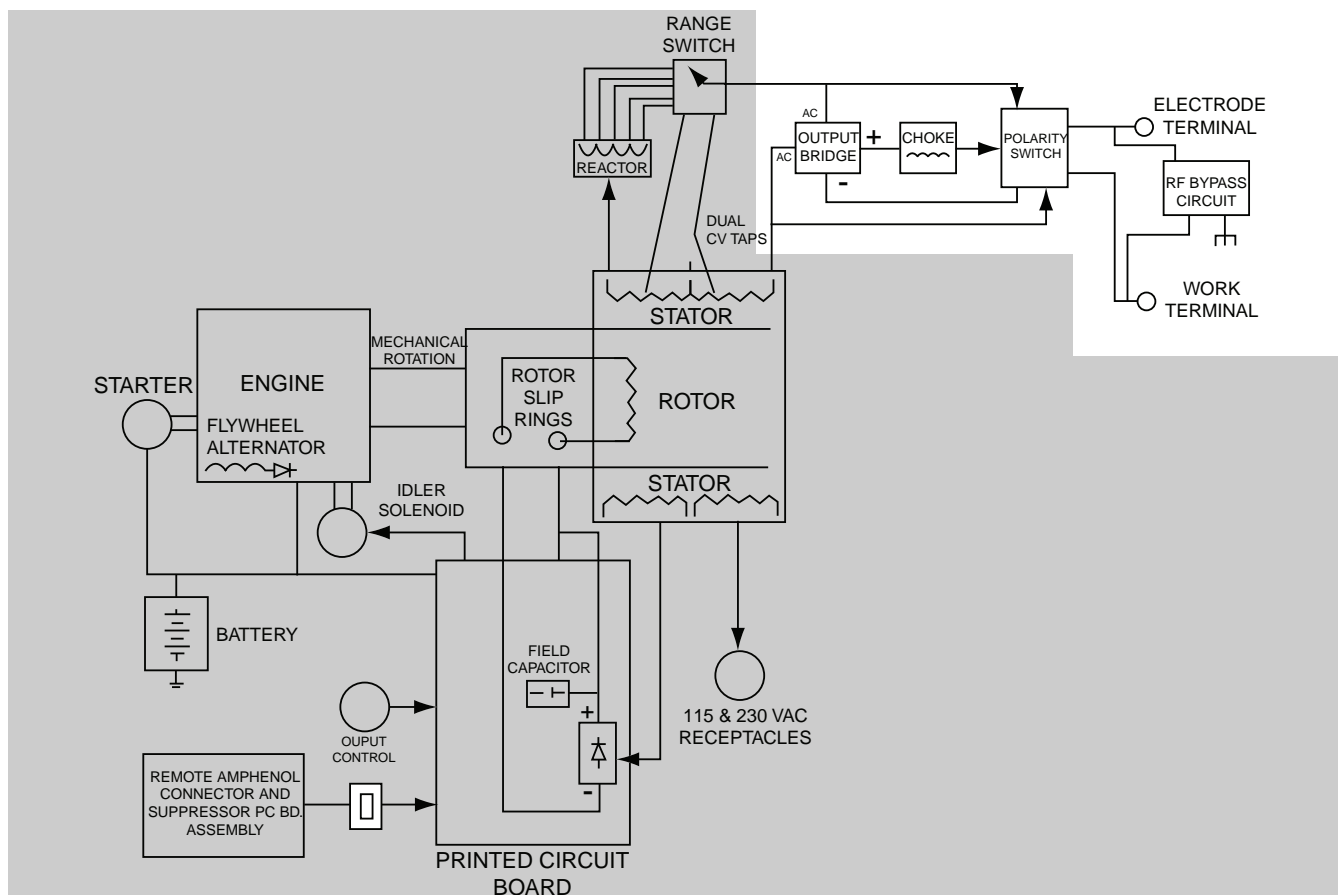 RANGE
SWITCH
AC
OUTPUT
BRIDGE
AC
+
-
CHOKE
POLARITY
SWITCH
ELECTRODE
TERMINAL
RF BYPASS
CIRCUIT
WORK
TERMINAL
REACTOR
DUAL
CV TAPS
STATOR
MECHANICAL
ROTATION
ENGINE
STARTER
FLYWHEEL
ALTERNATOR
ROTOR
SLIP
RINGS
ROTOR
STATOR
IDLER
SOLENOID
BATTERY
FIELD
CAPACITOR
+
-
OUPUT
CONTROL
115 & 230 VAC
RECEPTACLES
REMOTE AMPHENOL
CONNECTOR AND
SUPPRESSOR PC BD.
ASSEMBLY
PRINTED CIRCUIT
BOARD